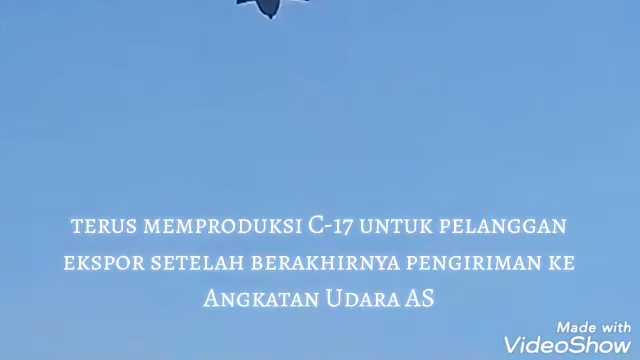 terus memproduksi C-17 untuk pelanggan
ekspor setelah berakhirnya pengiriman ke
Angkatan Udara AS
Made with
VideoShow